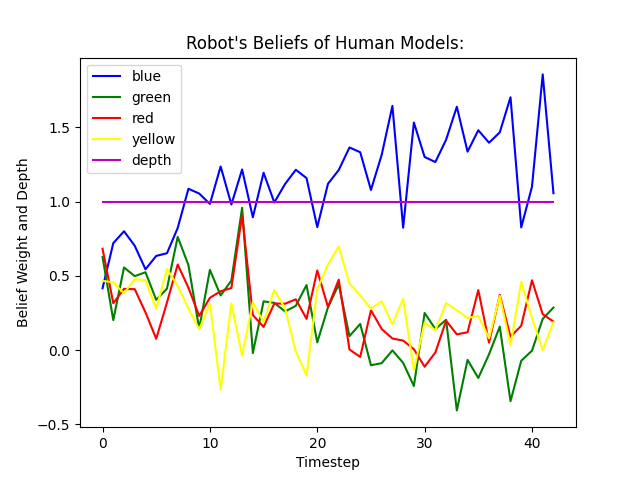 Robot's Beliefs of Human Models:
blue
green
red
yellow
depth
Belief Weight and Depth
1.5
1.0
0.5
0.0
−0.5
0 10 20 30 40
Timestep